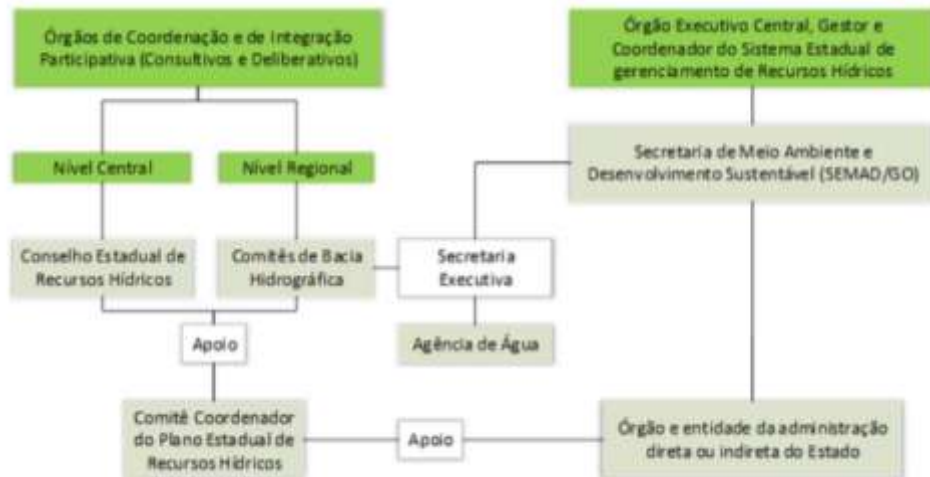 Órgãos de Coordenação e de Integração
Participativa (Consultivos e Deliberativos)
Órgão Executivo Central, Gestor e
Coordenador do Sistema Estadual de
gerenciamento de Recursos Hídricos
Nível Central
Nível Regional
Secretaria de Meio Ambiente e
Desenvolvimento Sustentável (SEMAD/GO)
Conselho Estadual de
Recursos Hídricos
Comitês de Bacia
Hidrográfica
Secretaria
Executiva
Apoio
Agência de Água
Comitê Coordenador
do Plano Estadual de
Recursos Hídricos
Apoio
Órgão e entidade da administração
direta ou indireta do Estado